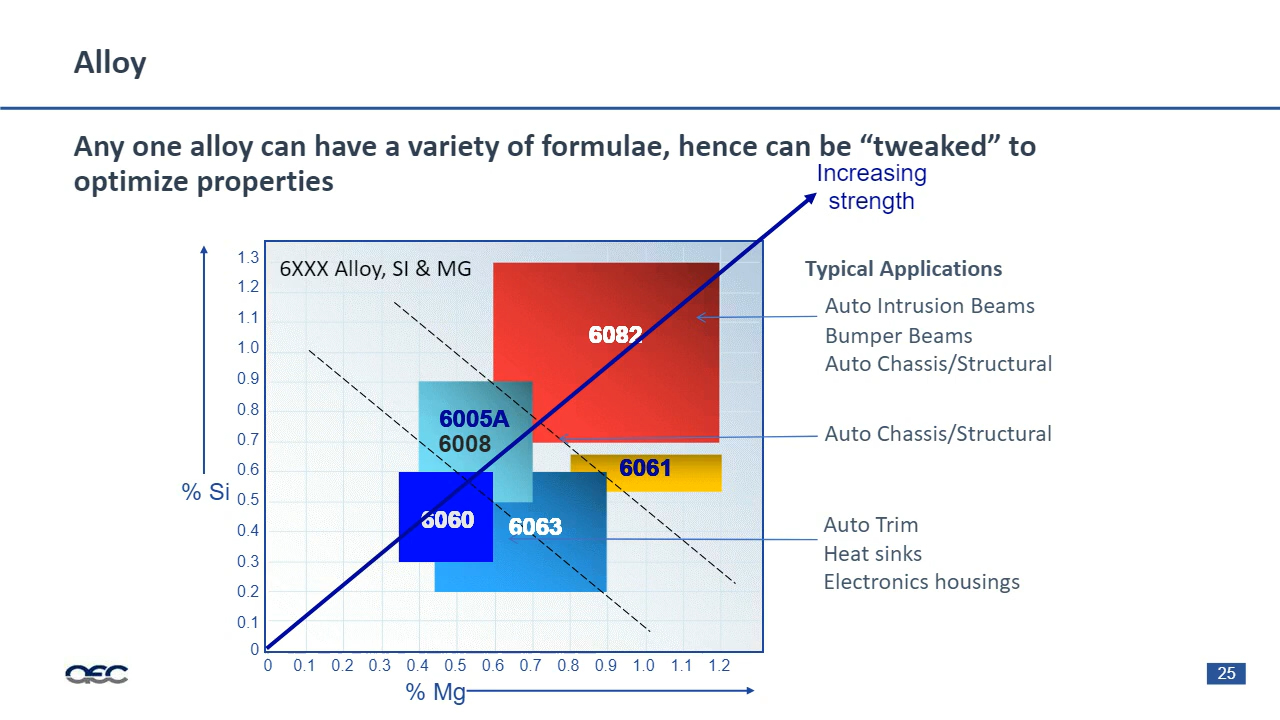 Alloy
Any one alloy can have a variety of formulae, hence can be “tweaked” to
optimize properties
Increasing
strength
6XXX Alloy, SI & MG
Typical Applications
Auto Intrusion Beams
Bumper Beams
Auto Chassis/Structural
Auto Chassis/Structural
Auto Trim
Heat sinks
Electronics housings
6082
6005A
6008
6061
6060
6063
% Si
1.3
1.2
1.1
1.0
0.9
0.8
0.7
0.6
0.5
0.4
0.3
0.2
0.1
0
0 0.1 0.2 0.3 0.4 0.5 0.6 0.7 0.8 0.9 1.0 1.1 1.2
% Mg
AEC
25